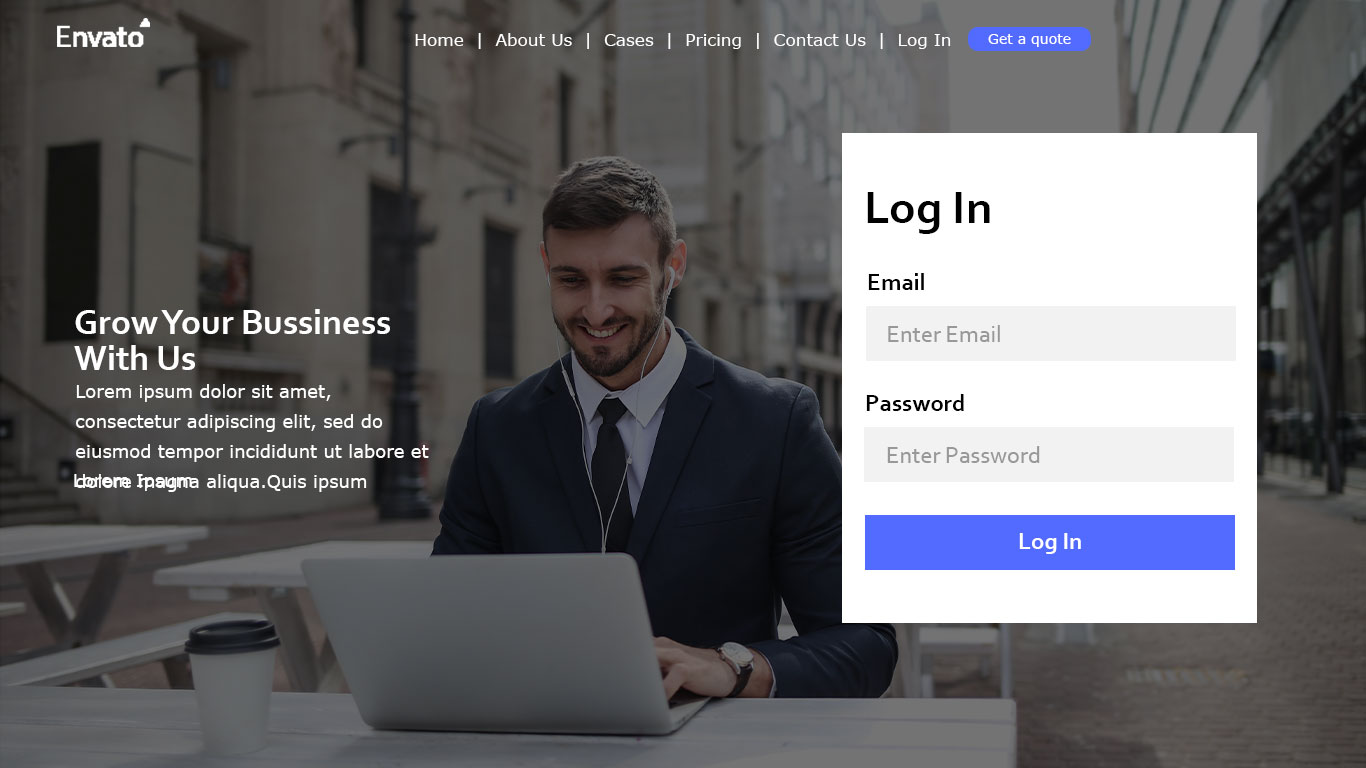 Envato
Home | About Us | Cases | Pricing | Contact Us | Log In
Get a quote
Log In
Email
Enter Email
Password
Enter Password
Log In
Grow Your Bussiness
With Us
Lorem ipsum dolor sit amet,
consectetur adipiscing elit, sed do
eiusmod tempor incididunt ut labore et
dolore magna aliqua.Quis ipsum
Lorem Ipsum